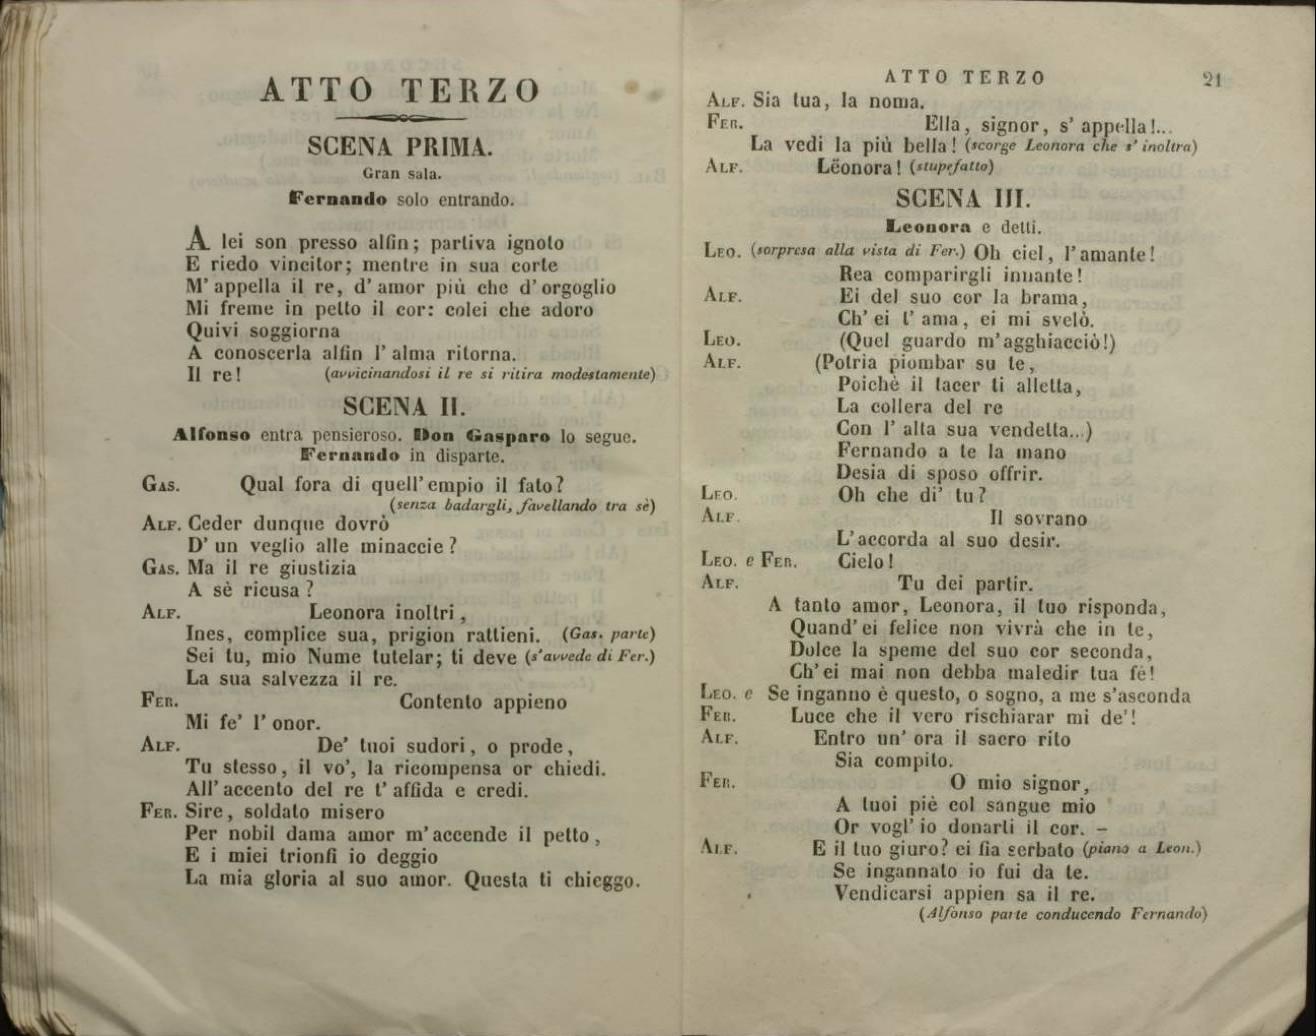 ATTO TERZO
SCENA PRIMA.
Gran sala.
Fernando solo entrando.
A lei son presso alfin; partiva ignoto
E riedo vincitor; mentre in sua corte
M' appella il re, d' amor più che d' orgoglio
Mi freme in petto il cor: colei che adoro
Quivi soggiorna
A conoscerla alfin l' alma ritorna.
Il re! (avvicinandosi il re si ritira modestamente)
SCENA II.
Alfonso entra pensieroso. Don Gasparo lo segue.
Fernando in disparte.
GAS. Qual fora di quell' empio il fato?
(senza badargli, favellando tra sè)
ALF. Ceder dunque dovrò
D' un veglio alle minaccie?
GAS. Ma il re giustizia
A sè ricusa?
ALF. Leonora inoltri,
Ines, complice sua, prigion rattieni. (Gas. parte)
Sei tu, mio Nume tutelar; ti deve (s'avvede di Fer.)
La sua salvezza il re.
FER. Contento appieno
Mi fe' l' onor.
ALF. De' tuoi sudori, o prode,
Tu stesso, il vo', la ricompensa or chiedi.
All' accento del re t' affida e credi.
FER. Sire, soldato misero
Per nobil dama amor m' accende il petto,
E i miei trionfi io deggio
La mia gloria al suo amor. Questa ti chieggo.
ATTO TERZO 21
ALF. Sia tua, la noma.
FER. Ella, signor, s' appella!...
La vedi la più bella! (scorge Leonora che s' inoltra)
ALF. Lëonora! (stupefatto)
SCENA III.
Leonora e detti.
LEO. (sorpresa alla vista di Fer.) Oh ciel, l' amante!
Rea comparirgli innante!
ALF. Ei del suo cor la brama,
Ch' ei t' ama, ei mi svelò.
LEO. (Quel guardo m' agghiacciò!)
ALF. (Potria piombar su te,
Poichè il tacer ti alletta,
La collera del re
Con l' alta sua vendetta...)
Fernando a te la mano
Desia di sposo offrir.
LEO. Oh che di' tu?
ALF. Il sovrano
L' accorda al suo desir.
LEO. e FER. Cielo!
ALF. Tu dei partir.
A tanto amor, Leonora, il tuo risponda,
Quand' ei felice non vivrà che in te,
Dolce la speme del suo cor seconda,
Ch' ei mai non debba maledir tua fè!
LEO. e Se inganno è questo, o sogno, a me s'asconda
FER. Luce che il vero rischiarar mi de'!
ALF. Entro un' ora il sacro rito
Sia compito.
FER. O mio signor,
A tuoi piè col sangue mio
Or vogl' io donarti il cor. –
ALF. E il tuo giuro? ei fia serbato (piano a Leon.)
Se ingannato io fui da te.
Vendicarsi appien sa il re.
(Alfonso parte conducendo Fernando)